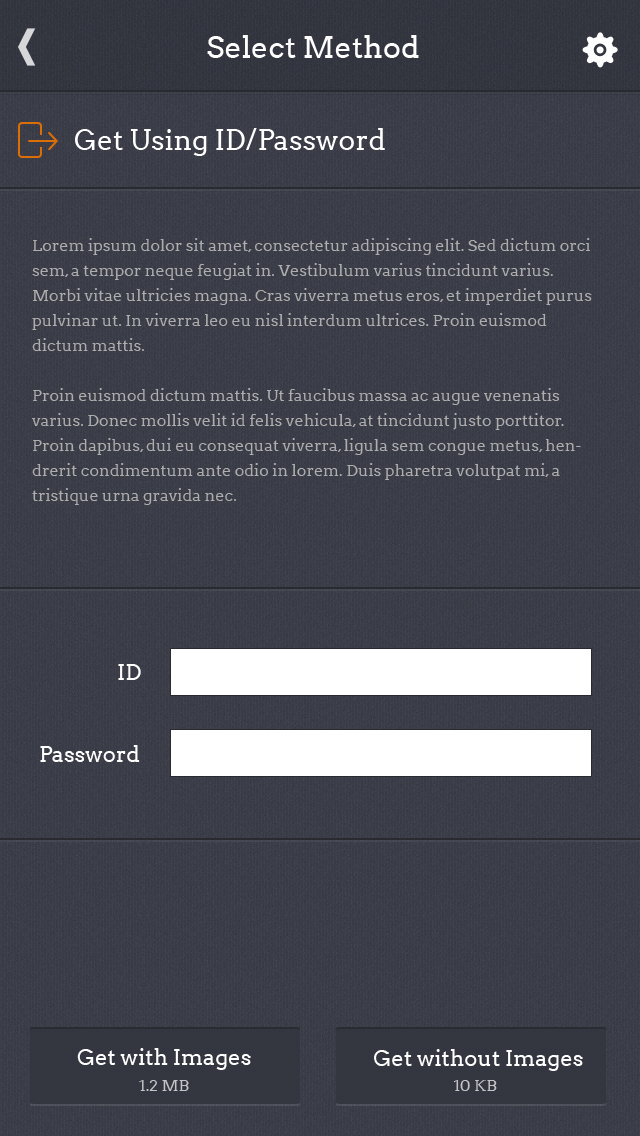 Select Method
Get Using ID/Password
Lorem ipsum dolor sit amet, consectetur adipiscing elit. Sed dictum orci
sem, a tempor neque feugiat in. Vestibulum varius tincidunt varius.
Morbi vitae ultricies magna. Cras viverra metus eros, et imperdiet purus
pulvinar ut. In viverra leo eu nisl interdum ultrices. Proin euismod
dictum mattis.
Proin euismod dictum mattis. Ut faucibus massa ac augue venenatis
varius. Donec mollis velit id felis vehicula, at tincidunt justo porttitor.
Proin dapibus, dui eu consequat viverra, ligula sem congue metus, hen-
drerit condimentum ante odio in lorem. Duis pharetra volutpat mi, a
tristique urna gravida nec.
ID
Password
Get with Images
1.2 MB
Get without Images
10 KB